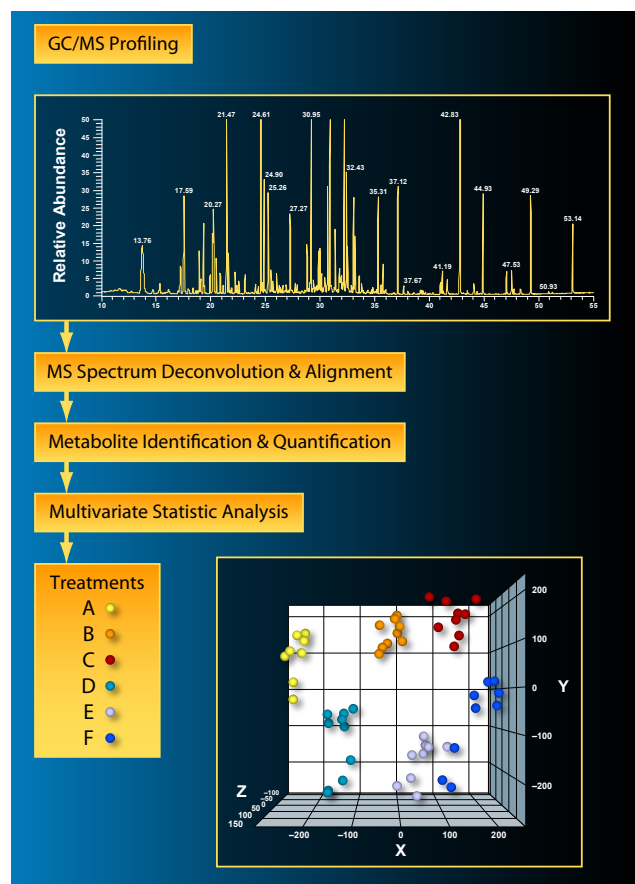 GC/MS Profiling
Relative Abundance
50
45
40
35
30
25
20
15
10
5
0
13.76
17.59
20.27
21.47
24.61
24.90
25.26
27.27
30.95
32.43
35.31
37.12
37.67
41.19
42.83
44.93
47.53
49.29
50.93
53.14
10 15 20 25 30 35 40 45 50 55
MS Spectrum Deconvolution & Alignment
Metabolite Identification & Quantification
Multivariate Statistic Analysis
Treatments
A
B
C
D
E
F
200
100
0
–100
–200
Y
Z
–100
–50
0
50
100
150
–200 –100 0 100 200
X